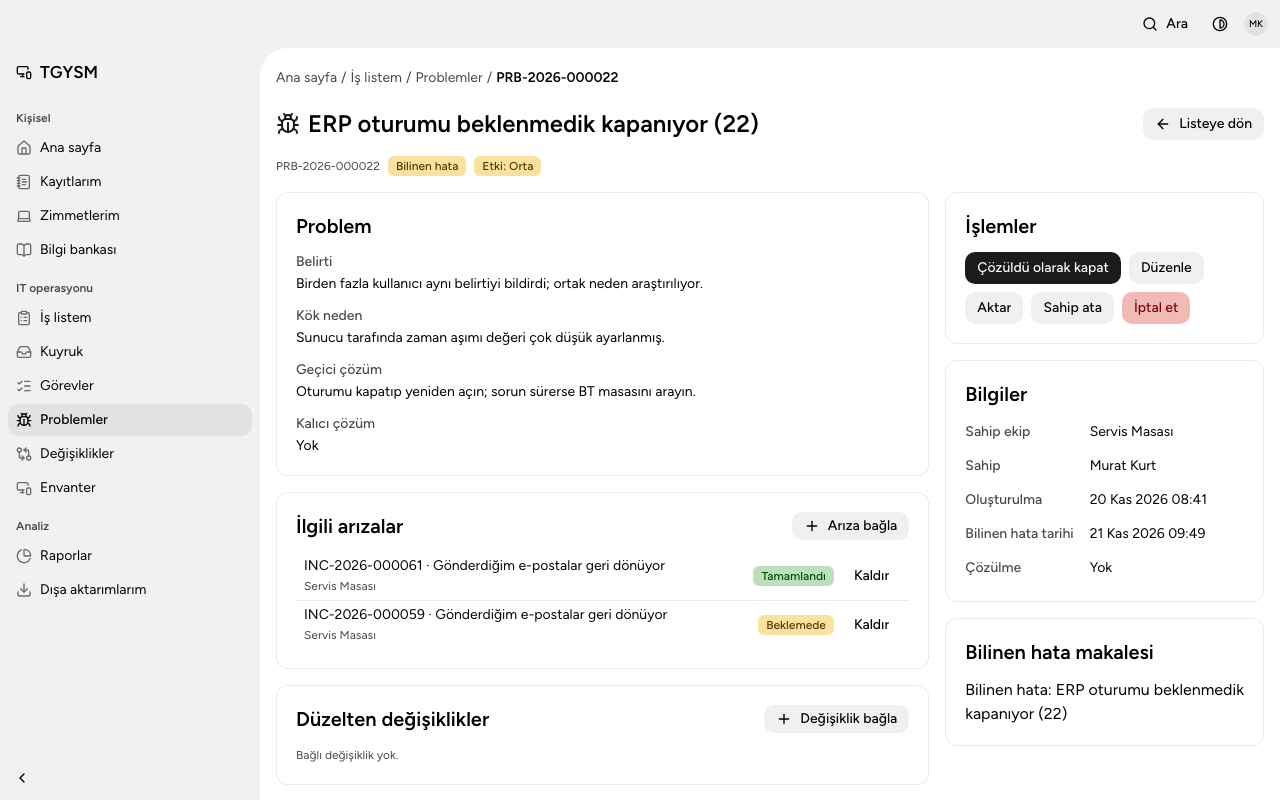 Ara
MK
TGYSM
Kişisel
Ana sayfa
Kayıtlarım
Zimmetlerim
Bilgi bankası
IT operasyonu
İş listem
Kuyruk
Görevler
Problemler
Değişiklikler
Envanter
Analiz
Raporlar
Dışa aktarımlarım
Ana sayfa / İş listem / Problemler / PRB-2026-000022
ERP oturumu beklenmedik kapanıyor (22)
Listeye dön
PRB-2026-000022 Bilinen hata Etki: Orta
Problem
Belirti
Birden fazla kullanıcı aynı belirtiyi bildirdi; ortak neden araştırılıyor.
Kök neden
Sunucu tarafında zaman aşımı değeri çok düşük ayarlanmış.
Geçici çözüm
Oturumu kapatıp yeniden açın; sorun sürerse BT masasını arayın.
Kalıcı çözüm
Yok
İlgili arızalar
Arıza bağla
INC-2026-000061 · Gönderdiğim e-postalar geri dönüyor
Servis Masası
Tamamlandı Kaldır
INC-2026-000059 · Gönderdiğim e-postalar geri dönüyor
Servis Masası
Beklemede Kaldır
Düzelten değişiklikler
Değişiklik bağla
Bağlı değişiklik yok.
İşlemler
Çözüldü olarak kapat Düzenle
Aktar Sahip ata İptal et
Bilgiler
Sahip ekip Servis Masası
Sahip Murat Kurt
Oluşturulma 20 Kas 2026 08:41
Bilinen hata tarihi 21 Kas 2026 09:49
Çözülme Yok
Bilinen hata makalesi
Bilinen hata: ERP oturumu beklenmedik
kapanıyor (22)